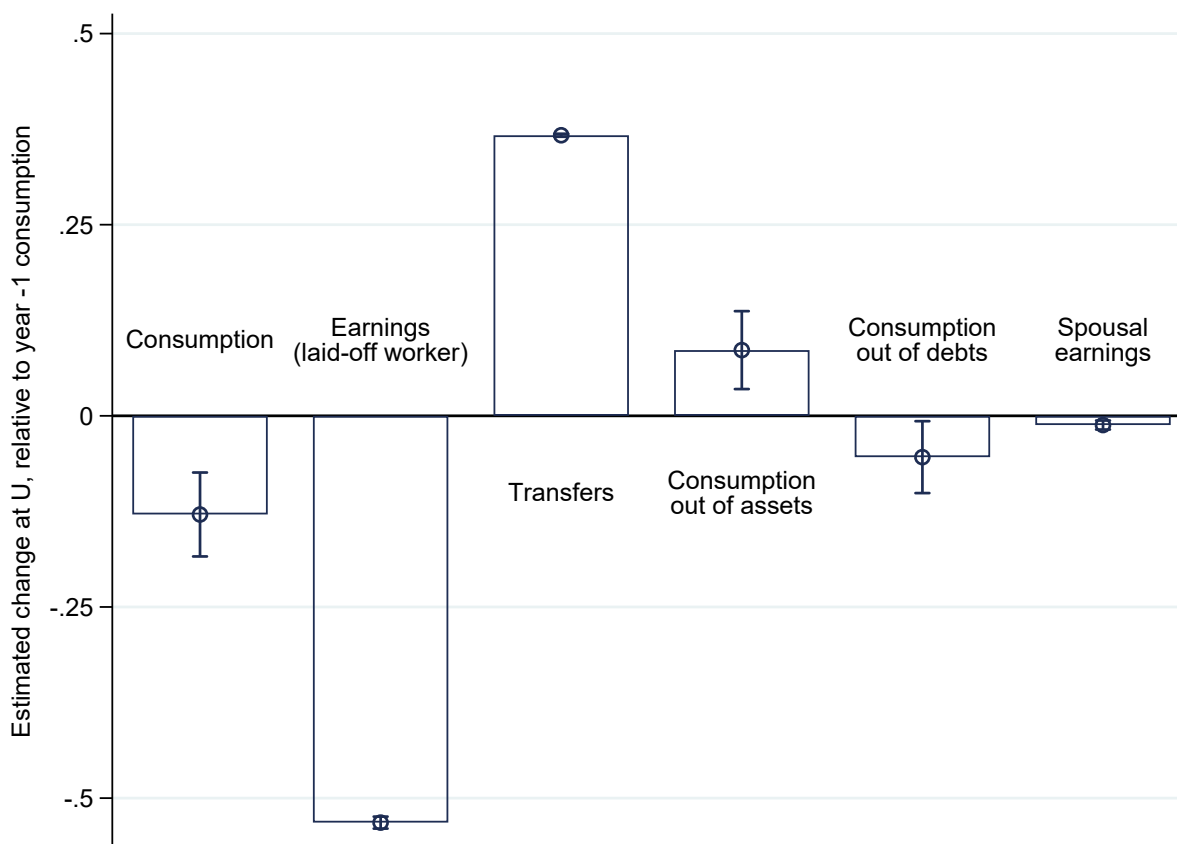 Estimated change at U, relative to year -1 consumption
.5
.25
0
-.25
-.5
Consumption
Earnings
(laid-off worker)
Transfers
Consumption
out of assets
Consumption
out of debts
Spousal
earnings